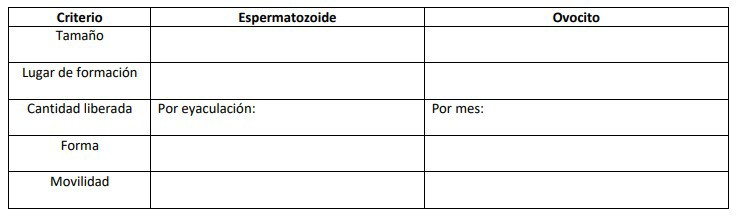 Criterio Espermatozoide Ovocito
Tamaño
Lugar de formación
Cantidad liberada Por eyaculación: Por mes:
Forma
Movilidad